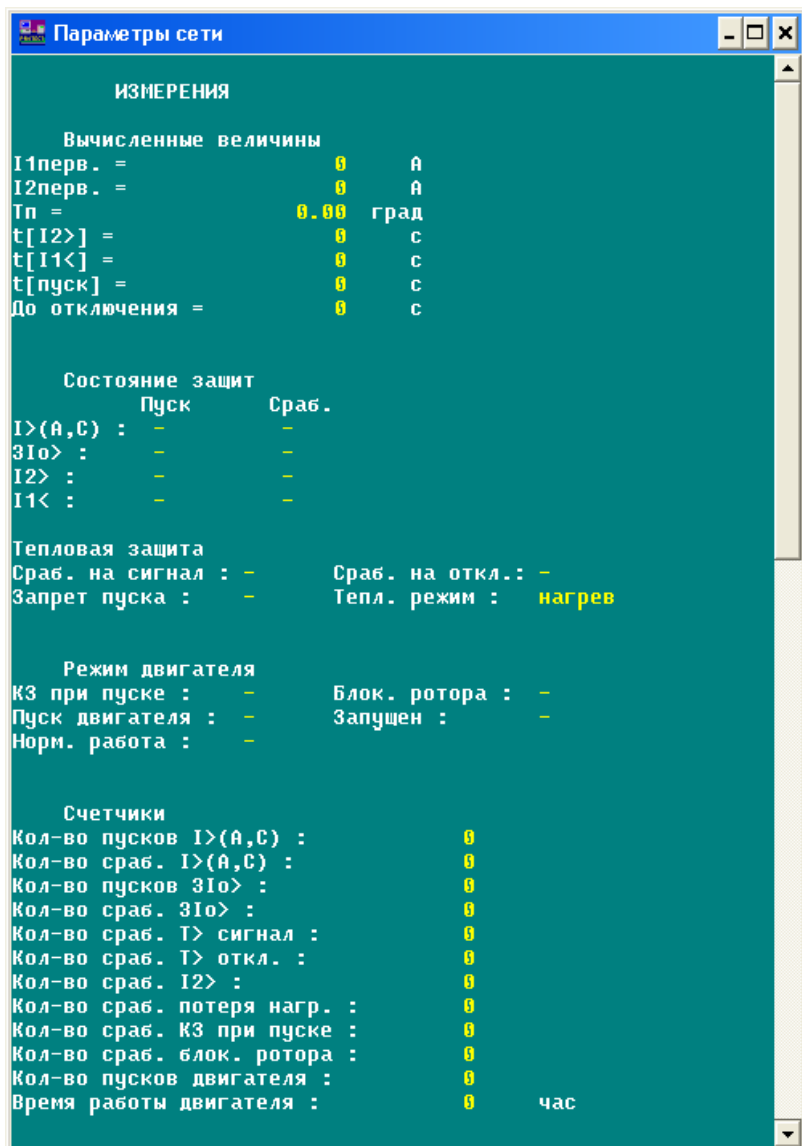 Параметры сети
ИЗМЕРЕНИЯ
Вычисленные величины
I1перв. = 0 А
I2перв. = 0 А
Тп = 0.00 град
t[I2>] = 0 с
t[I1<] = 0 с
t[пуск] = 0 с
До отключения = 0 с
Состояние защит
Пуск Сраб.
I>(A,C) : - -
3Io> : - -
I2> : - -
I1< : - -
Тепловая защита
Сраб. на сигнал : - Сраб. на откл.: -
Запрет пуска : - Тепл. режим : нагрев
Режим двигателя
КЗ при пуске : - Блок. ротора : -
Пуск двигателя : - Запущен : -
Норм. работа : -
Счетчики
Кол-во пусков I>(A,C) : 0
Кол-во сраб. I>(A,C) : 0
Кол-во пусков 3Io> : 0
Кол-во сраб. 3Io> : 0
Кол-во сраб. Т> сигнал : 0
Кол-во сраб. Т> откл. : 0
Кол-во сраб. I2> : 0
Кол-во сраб. потеря нагр. : 0
Кол-во сраб. КЗ при пуске : 0
Кол-во сраб. блок. ротора : 0
Кол-во пусков двигателя : 0
Время работы двигателя : 0 час